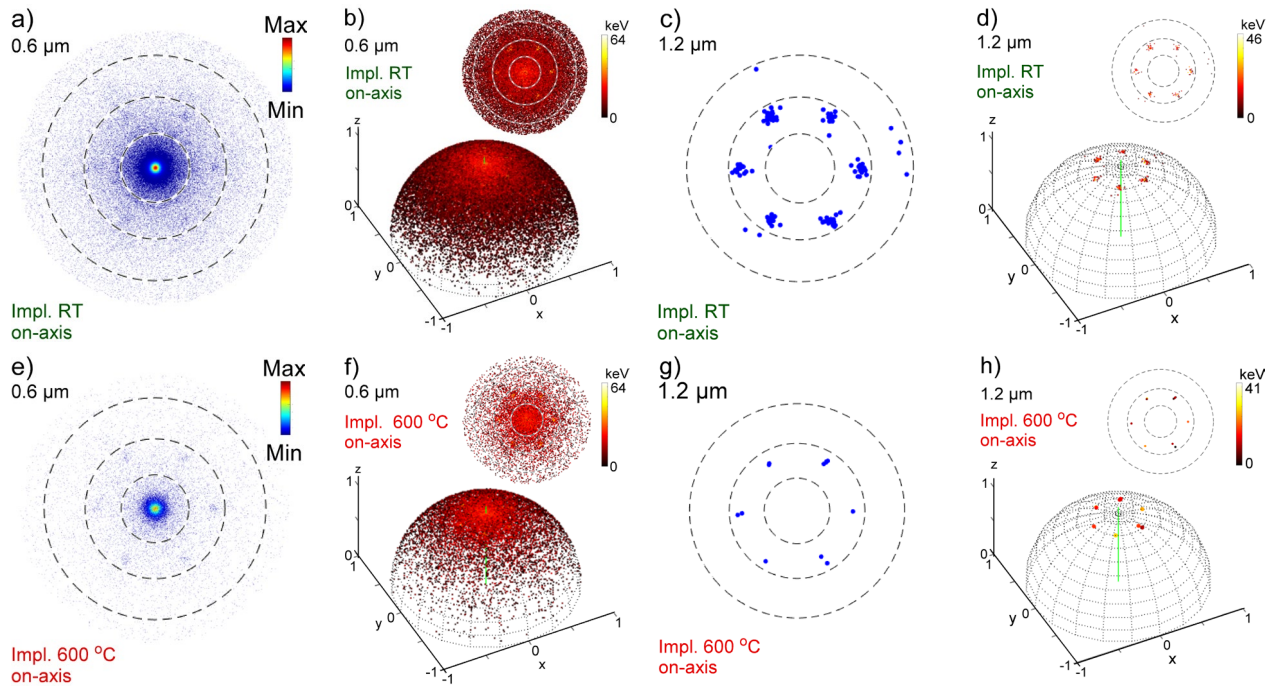 a)
0.6 µm
Max
Min
Impl. RT
on-axis
b)
0.6 µm
Impl. RT
on-axis
keV
64
0
z
1
0
1
y
0
-1
-1
0
x
1
c)
1.2 µm
Impl. RT
on-axis
d)
1.2 µm
Impl. RT
on-axis
keV
46
0
z
1
0
1
y
0
-1
-1
0
x
1
e)
0.6 µm
Max
Min
Impl. 600 °C
on-axis
f)
0.6 µm
Impl. 600 °C
on-axis
keV
64
0
z
1
0
1
y
0
-1
-1
0
x
1
g)
1.2 µm
Impl. 600 °C
on-axis
h)
1.2 µm
Impl. 600 °C
on-axis
keV
41
0
z
1
0
1
y
0
-1
-1
0
x
1